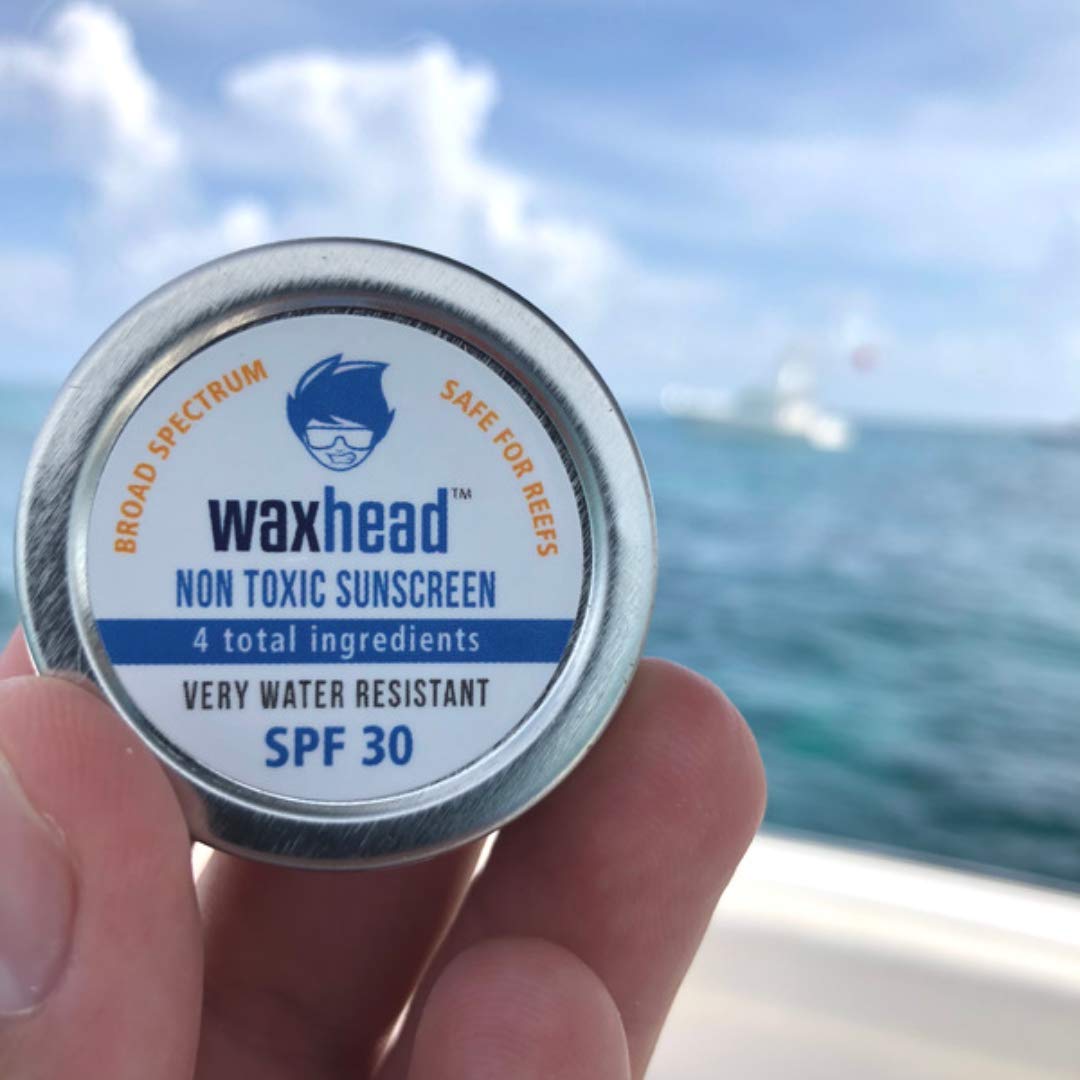 BROAD SPECTRUM
SAFE FOR REEFS
waxhead™
NON TOXIC SUNSCREEN
4 total ingredients
VERY WATER RESISTANT
SPF 30